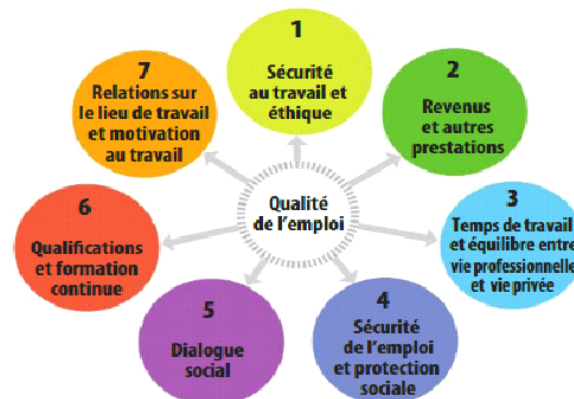 1
Sécurité
au travail et
éthique
2
Revenus
et autres
prestations
3
Temps de travail
et équilibre entre
vie professionnelle
et vie privée
4
Sécurité
de l'emploi
et protection
sociale
5
Dialogue
social
6
Qualifications
et formation
continue
7
Relations sur
le lieu de travail
et motivation
au travail
Qualité
de l'emploi